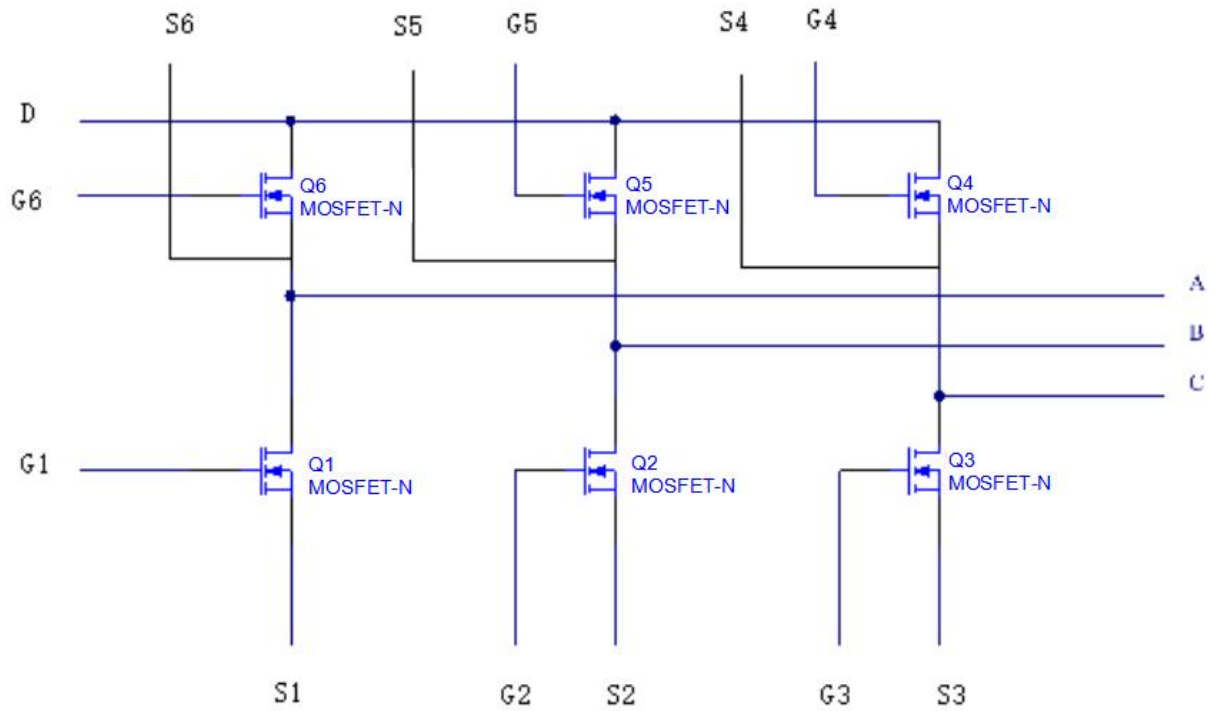 S6
S5
G5
S4
G4
D
G6
Q6
MOSFET-N
Q5
MOSFET-N
Q4
MOSFET-N
A
B
C
G1
Q1
MOSFET-N
Q2
MOSFET-N
Q3
MOSFET-N
S1
G2
S2
G3
S3